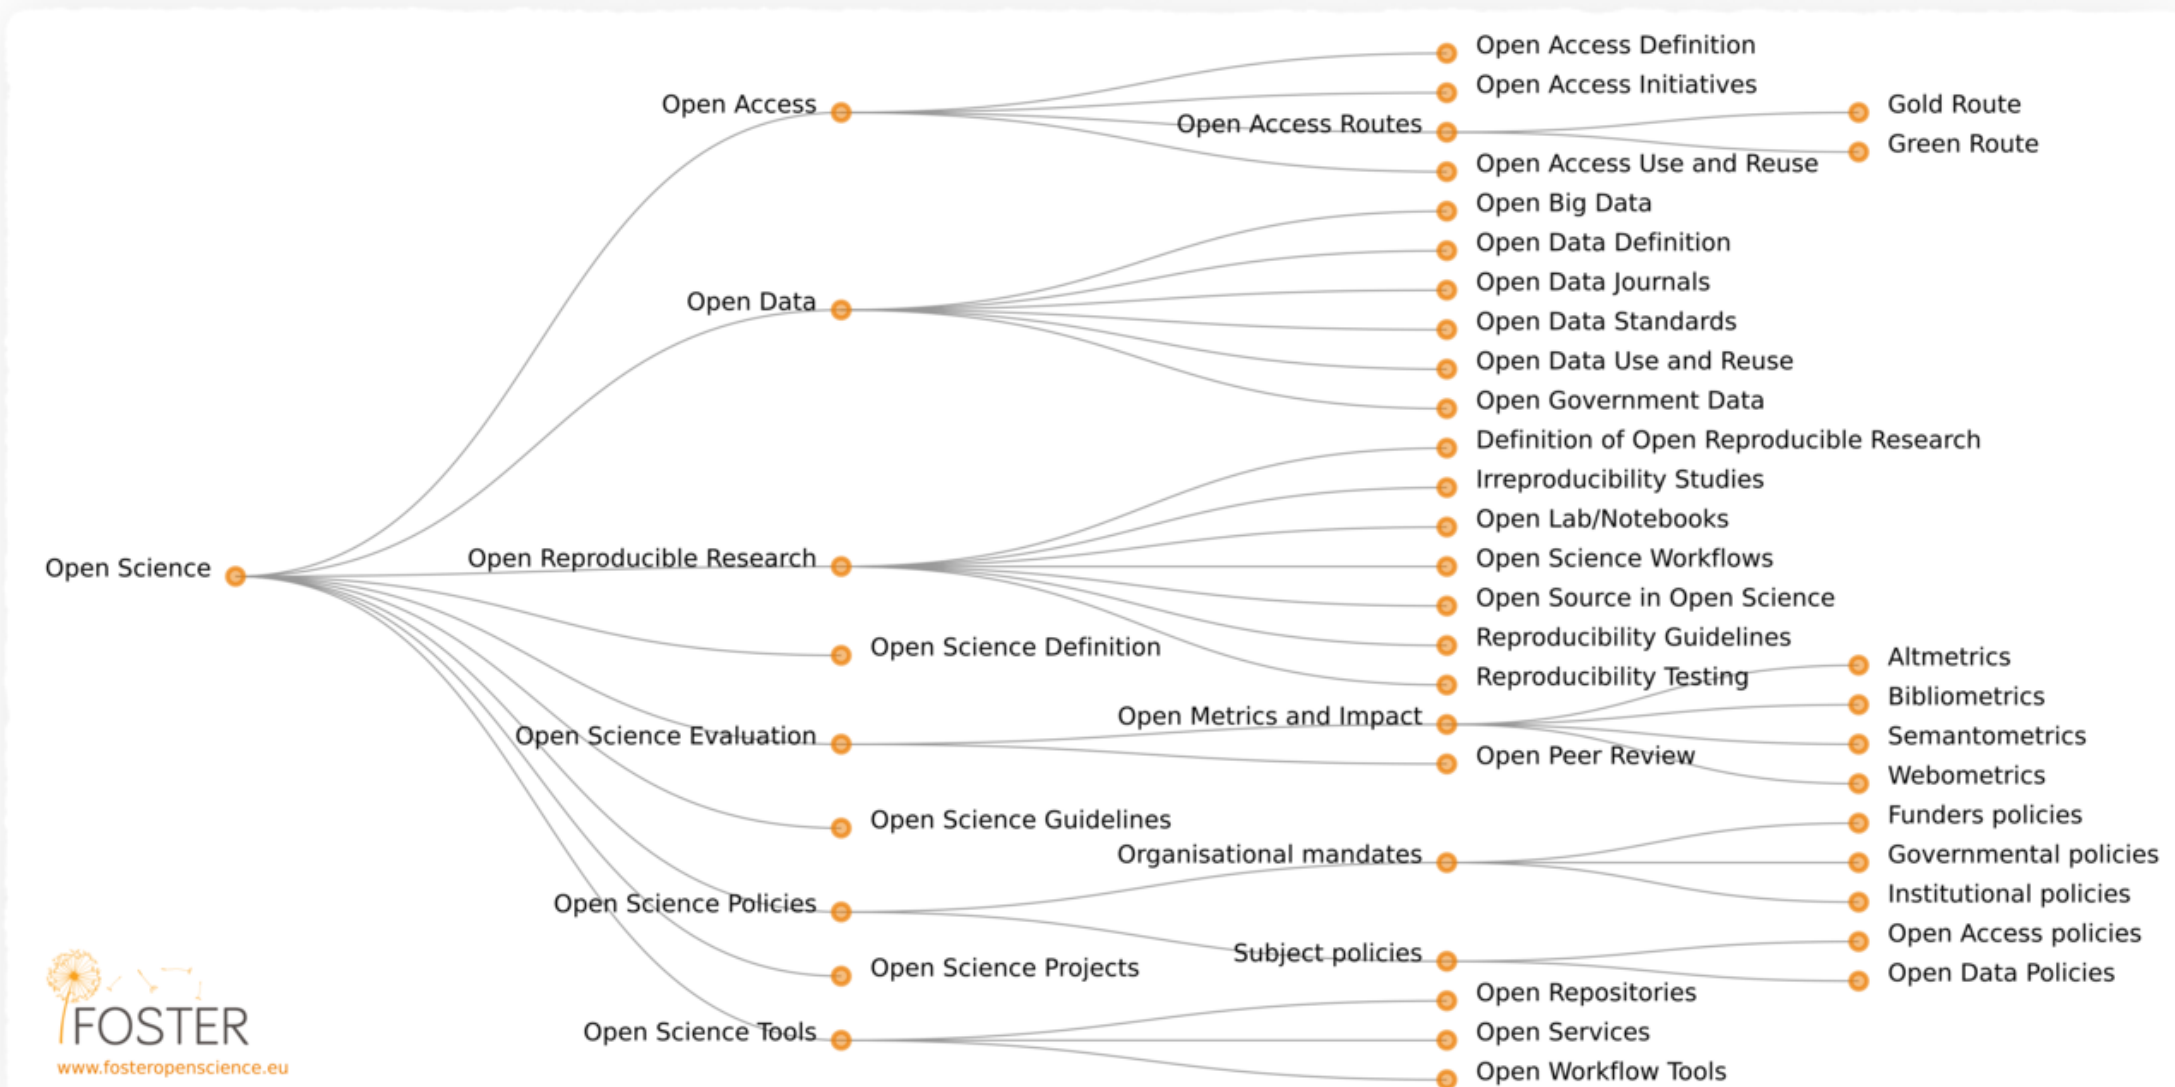 Open Science
Open Access
Open Access Definition
Open Access Initiatives
Open Access Routes
Gold Route
Green Route
Open Access Use and Reuse
Open Data
Open Big Data
Open Data Definition
Open Data Journals
Open Data Standards
Open Data Use and Reuse
Open Government Data
Open Reproducible Research
Definition of Open Reproducible Research
Irreproducibility Studies
Open Lab/Notebooks
Open Science Workflows
Open Source in Open Science
Reproducibility Guidelines
Reproducibility Testing
Open Science Definition
Open Science Evaluation
Open Metrics and Impact
Altmetrics
Bibliometrics
Semantometrics
Webometrics
Open Peer Review
Open Science Guidelines
Open Science Policies
Organisational mandates
Funders policies
Governmental policies
Institutional policies
Subject policies
Open Access policies
Open Data Policies
Open Science Projects
Open Science Tools
Open Repositories
Open Services
Open Workflow Tools
FOSTER
www.fosteropenscience.eu